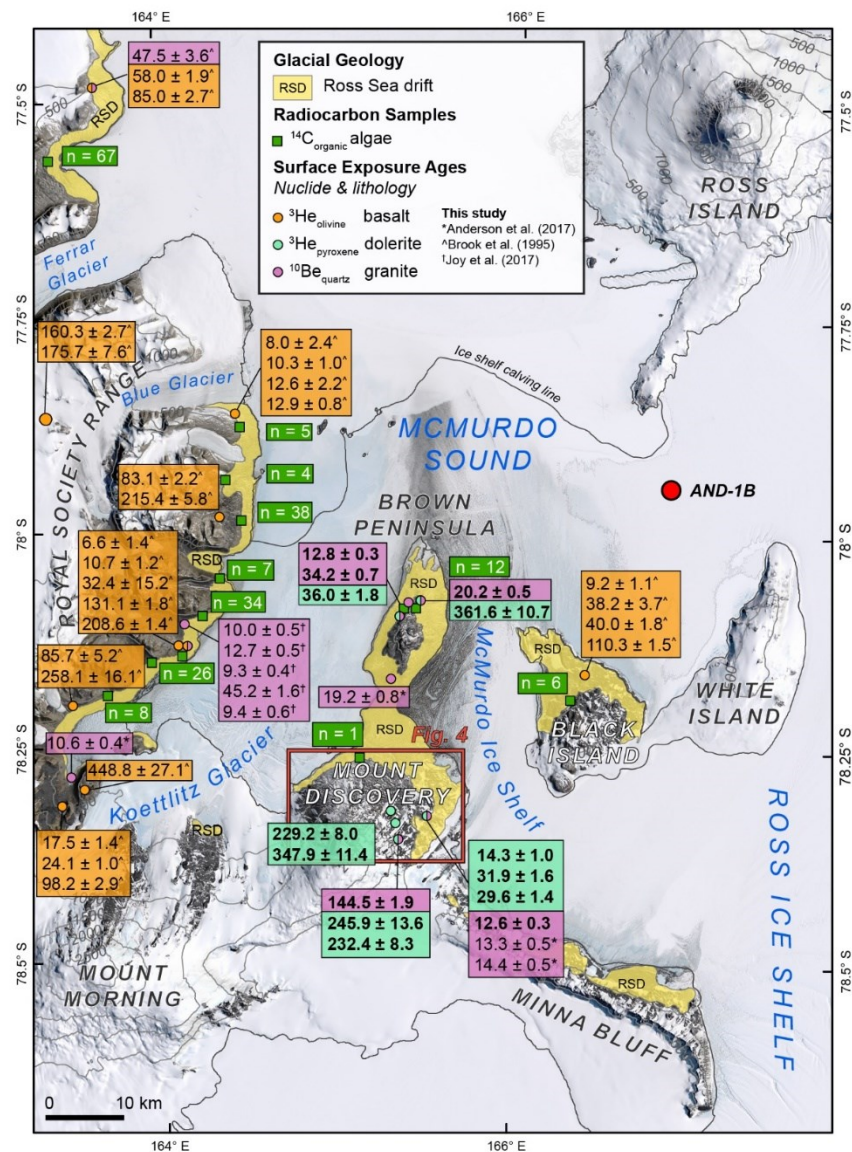 164° E
166° E
77.5° S
77.75° S
78° S
78.25° S
78.5° S
77.5° S
77.75° S
78° S
78.25° S
78.5° S
164° E
166° E
Glacial Geology
RSD Ross Sea drift
Radiocarbon Samples
14Corganic algae
Surface Exposure Ages
Nuclide & lithology
3Heolivine basalt
3Hepyroxene dolerite
10Bequartz granite
This study
*Anderson et al. (2017)
^Brook et al. (1995)
†Joy et al. (2017)
47.5 ± 3.6^
58.0 ± 1.9^
85.0 ± 2.7^
500
RSD
n = 67
Ferrar
Glacier
500
1000
1500
500
1000
500
ROSS
ISLAND
160.3 ± 2.7^
175.7 ± 7.6^
1000
Blue Glacier
500
8.0 ± 2.4^
10.3 ± 1.0^
12.6 ± 2.2^
12.9 ± 0.8^
Ice shelf calving line
ROYAL SOCIETY RANGE
n = 5
n = 4
n = 38
83.1 ± 2.2^
215.4 ± 5.8^
MCMURDO
SOUND
AND-1B
BROWN
PENINSULA
RSD
n = 7
n = 34
6.6 ± 1.4^
10.7 ± 1.2^
32.4 ± 15.2^
131.1 ± 1.8^
208.6 ± 1.4^
12.8 ± 0.3
34.2 ± 0.7
36.0 ± 1.8
RSD
n = 12
20.2 ± 0.5
361.6 ± 10.7
9.2 ± 1.1^
38.2 ± 3.7^
40.0 ± 1.8^
110.3 ± 1.5^
10.0 ± 0.5†
12.7 ± 0.5†
9.3 ± 0.4†
45.2 ± 1.6†
9.4 ± 0.6†
85.7 ± 5.2^
258.1 ± 16.1^
n = 26
n = 8
19.2 ± 0.8*
RSD
n = 6
BLACK
ISLAND
WHITE
ISLAND
McMurdo Ice Shelf
10.6 ± 0.4*
448.8 ± 27.1^
Koettlitz Glacier
n = 1
RSD
Fig. 4
MOUNT
DISCOVERY
17.5 ± 1.4^
24.1 ± 1.0^
98.2 ± 2.9^
RSD
229.2 ± 8.0
347.9 ± 11.4
14.3 ± 1.0
31.9 ± 1.6
29.6 ± 1.4
144.5 ± 1.9
245.9 ± 13.6
232.4 ± 8.3
12.6 ± 0.3
13.3 ± 0.5*
14.4 ± 0.5*
MOUNT
MORNING
RSD
MINNA BLUFF
ROSS ICE SHELF
0 10 km